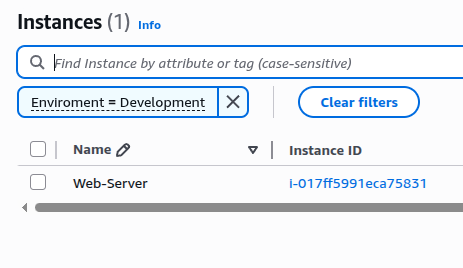 Instances (1) Info
Find Instance by attribute or tag (case-sensitive)
Enviroment = Development Clear filters
Name Instance ID
Web-Server i-017ff5991eca75831